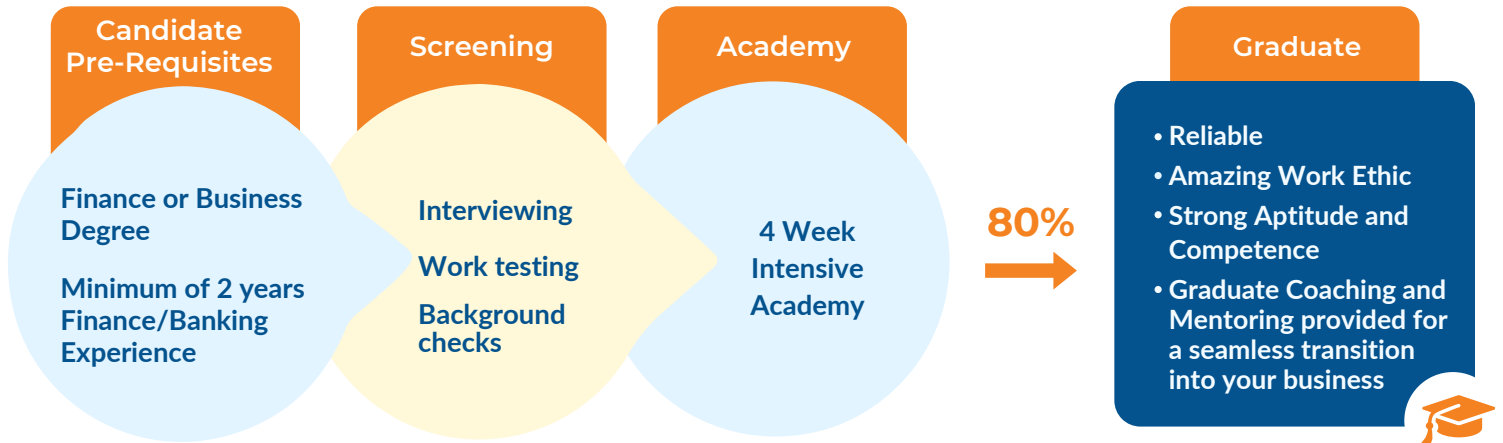 Candidate
Pre-Requisites
Finance or Business
Degree
Minimum of 2 years
Finance/Banking
Experience
Screening
Interviewing
Work testing
Background
checks
Academy
4 Week
Intensive
Academy
80%
Graduate
• Reliable
• Amazing Work Ethic
• Strong Aptitude and
Competence
• Graduate Coaching and
Mentoring provided for
a seamless transition
into your business